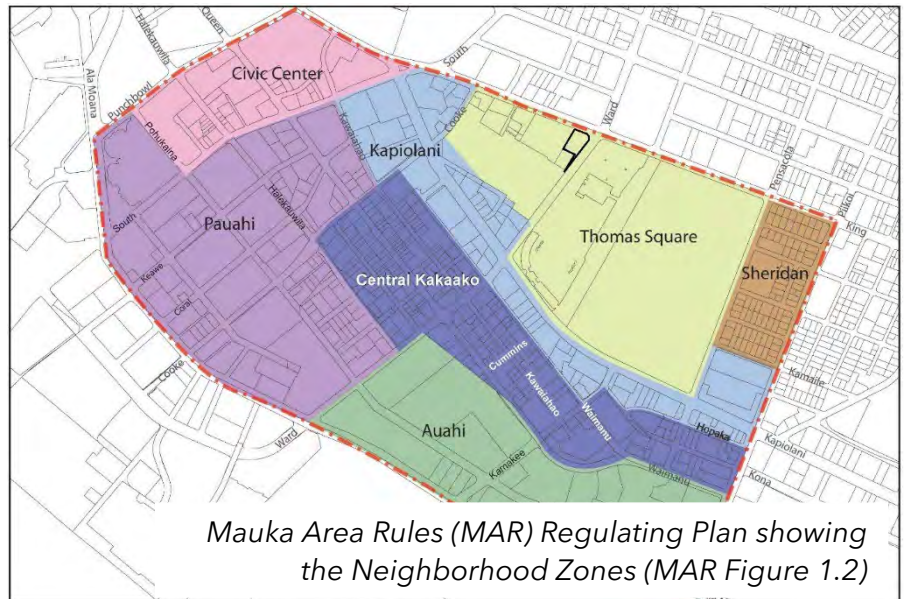 Halekauwila
Queen
South
Ala Moana
Punchbowl
Civic Center
Pohukaina
Kawaiahao
Kapiolani
Cooke
Ward
Pensacola
Piikoi
King
Halekauwila
South
Pauahi
Thomas Square
Sheridan
Keawe
Coral
Central Kakaako
Cooke
Cummins
Kawaiahao
Waimanu
Kamaile
Hopaka
Kapiolani
Auahi
Ward
Kamakee
Waimanu
Kona
Mauka Area Rules (MAR) Regulating Plan showing
the Neighborhood Zones (MAR Figure 1.2)